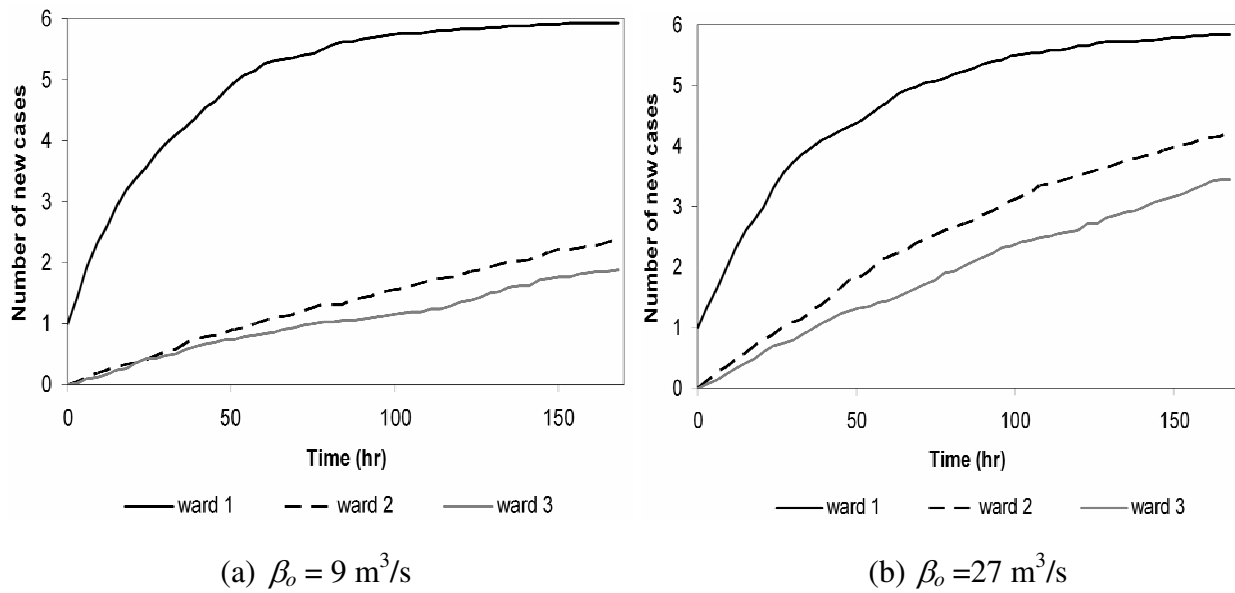 Number of new cases
6
5
4
3
2
1
0
0 50 100 150
Time (hr)
ward 1 ward 2 ward 3
(a) βo = 9 m³/s
Number of new cases
6
5
4
3
2
1
0
0 50 100 150
Time (hr)
ward 1 ward 2 ward 3
(b) βo =27 m³/s